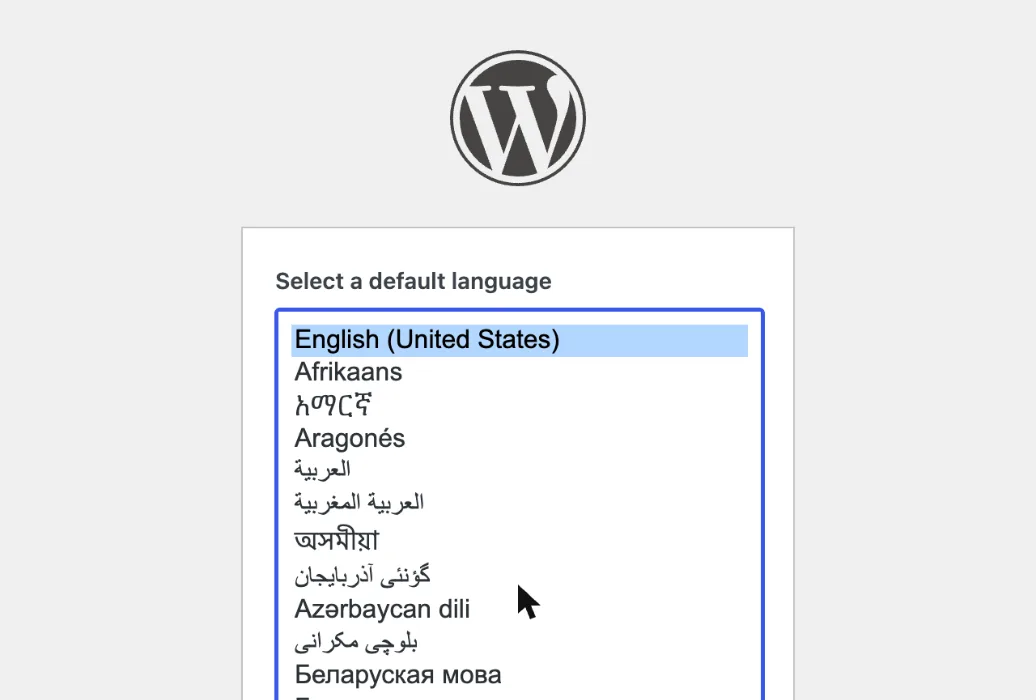 Select a default language
English (United States)
Afrikaans
አማርኛ
Aragonés
العربية
العربية المغربية
অসমীয়া
گؤنئی آذربایجان
Azərbaycan dili
بلوچی مکرانی
Беларуская мова